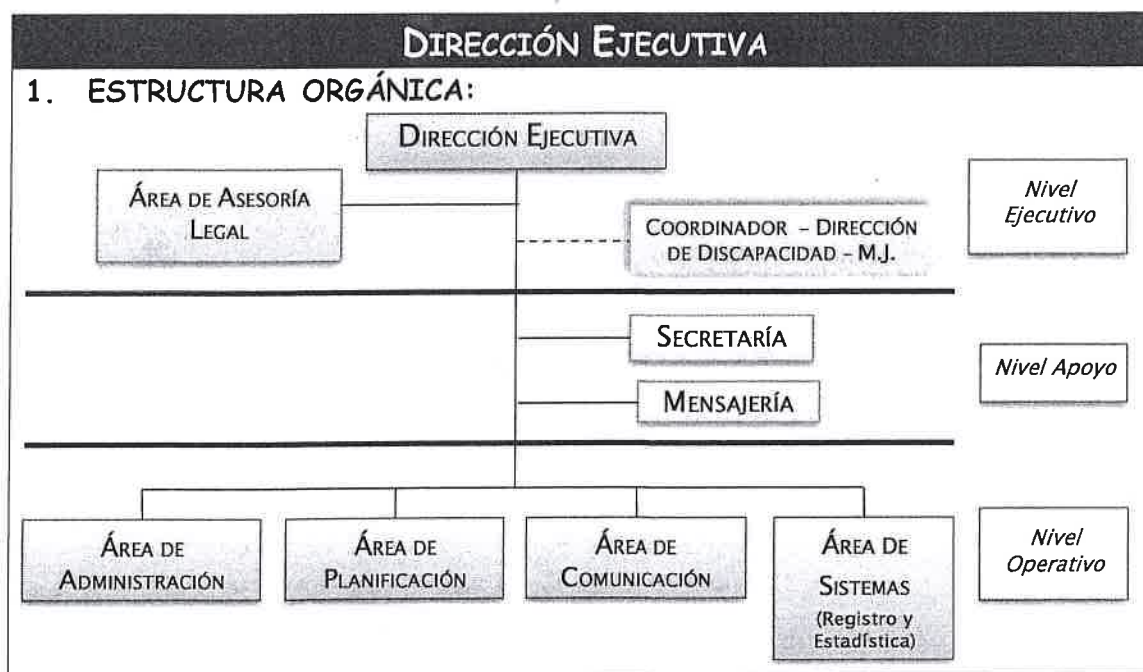 DIRECCIÓN EJECUTIVA
1. ESTRUCTURA ORGÁNICA:
DIRECCIÓN EJECUTIVA
ÁREA DE ASESORÍA
LEGAL
COORDINADOR – DIRECCIÓN
DE DISCAPACIDAD – M.J.
Nivel
Ejecutivo
SECRETARÍA
MENSAJERÍA
Nivel Apoyo
ÁREA DE
ADMINISTRACIÓN
ÁREA DE
PLANIFICACIÓN
ÁREA DE
COMUNICACIÓN
ÁREA DE
SISTEMAS
(Registro y
Estadística)
Nivel
Operativo